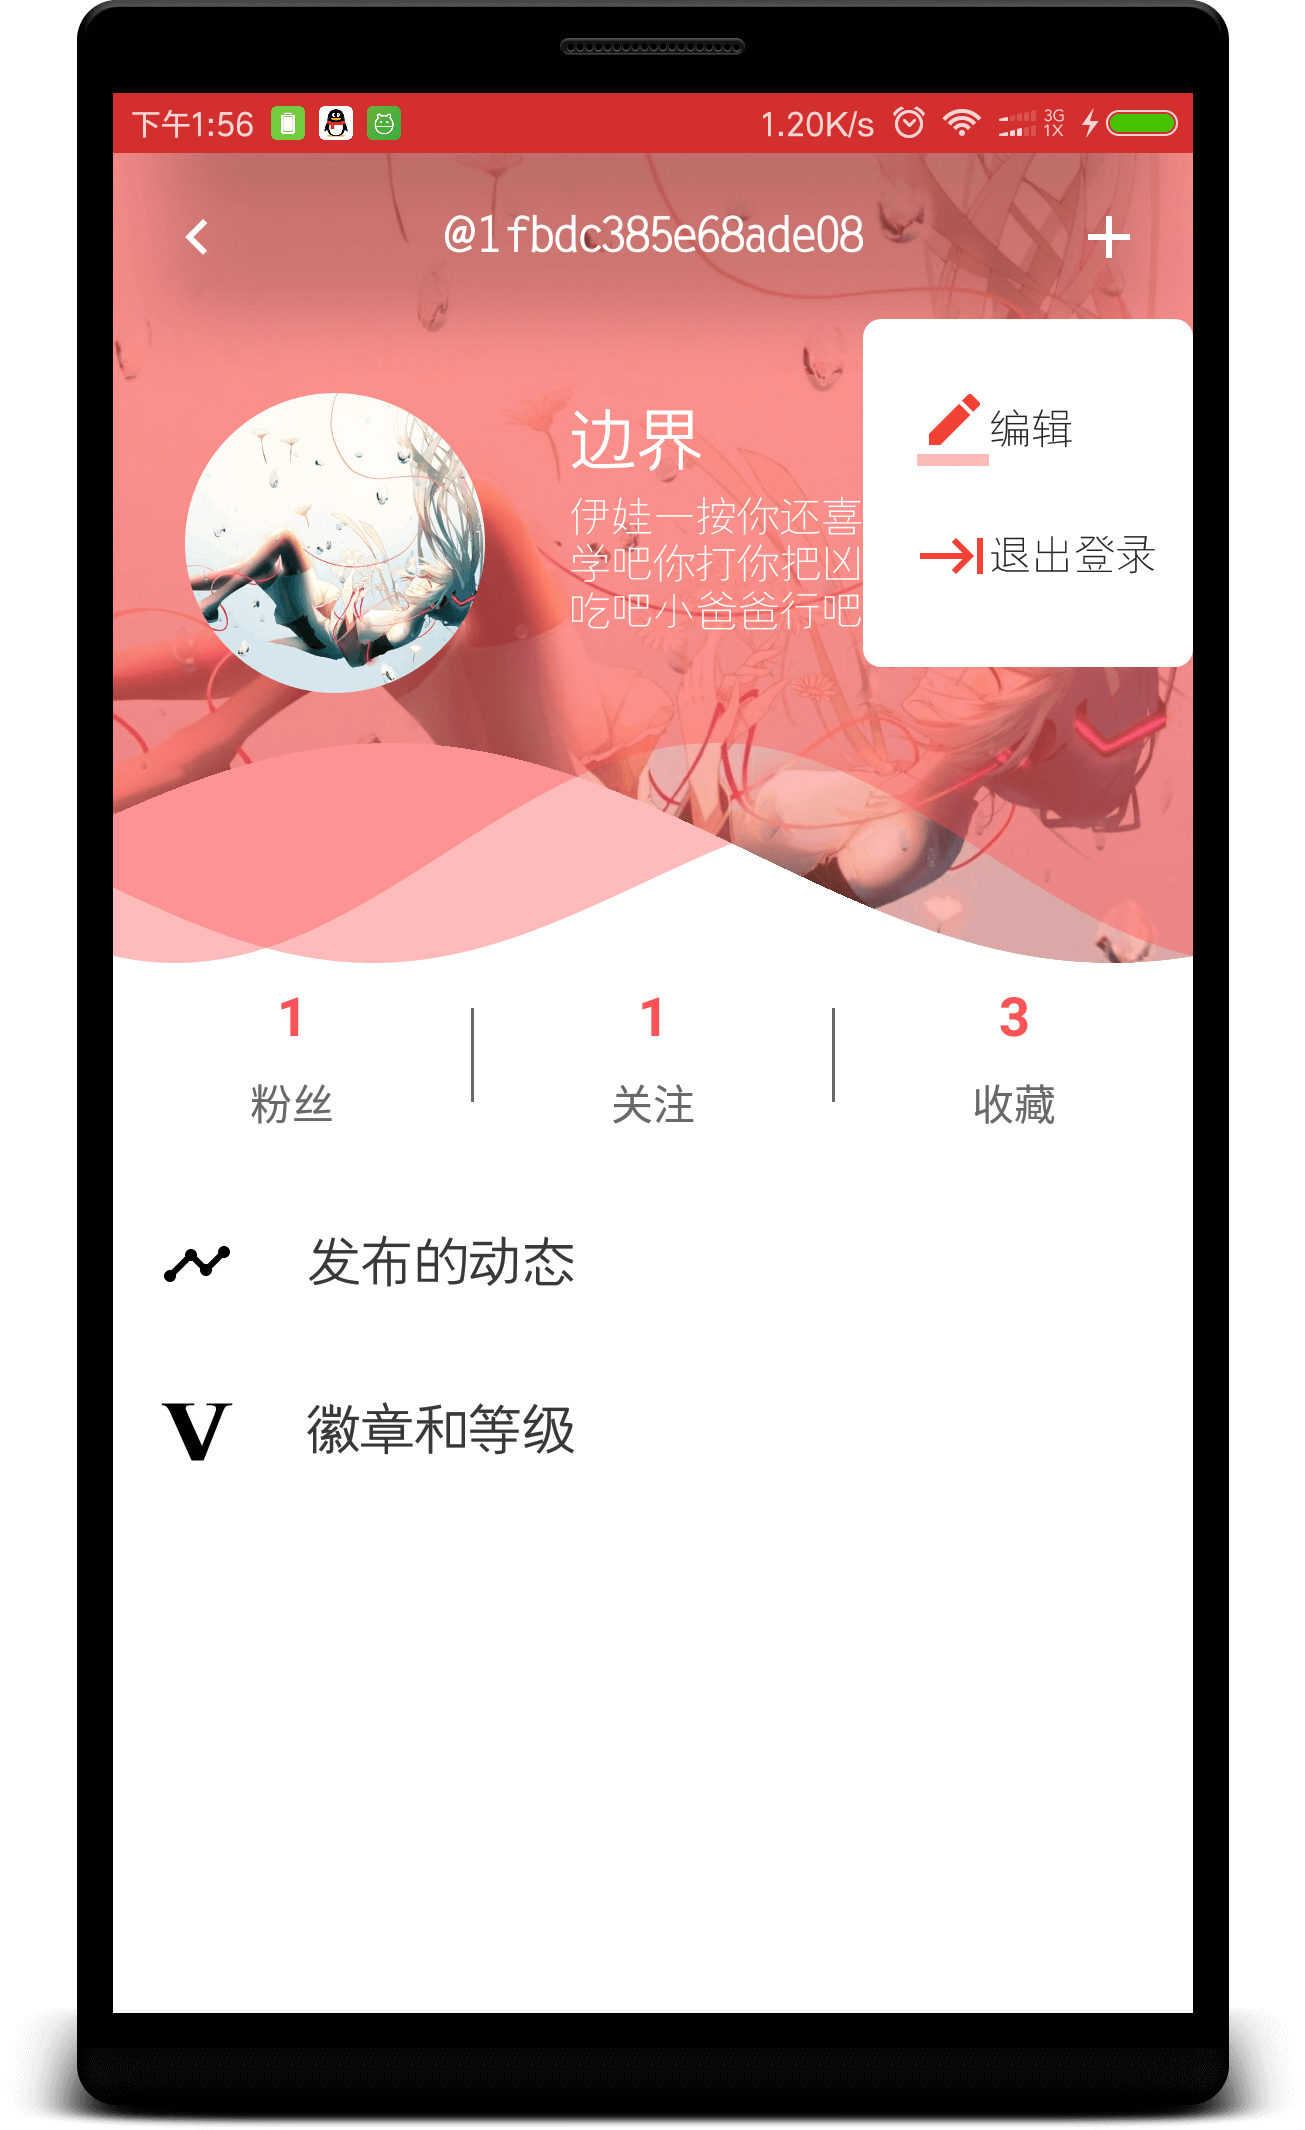 下午1:56
1.20K/s
3G
1X
@1fbdc385e68ade08
边界
伊娃一按你还喜
学吧你打你把凶
吃吧小爸爸行吧
编辑
退出登录
1
粉丝
1
关注
3
收藏
发布的动态
徽章和等级